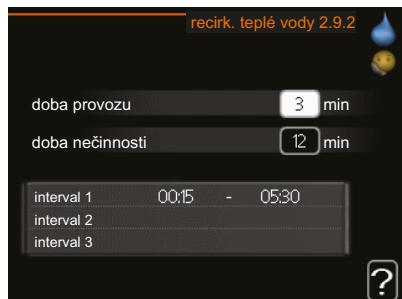 recirk. teplé vody 2.9.2
doba provozu 3 min
doba nečinnosti 12 min
interval 1 00:15 - 05:30
interval 2
interval 3
?